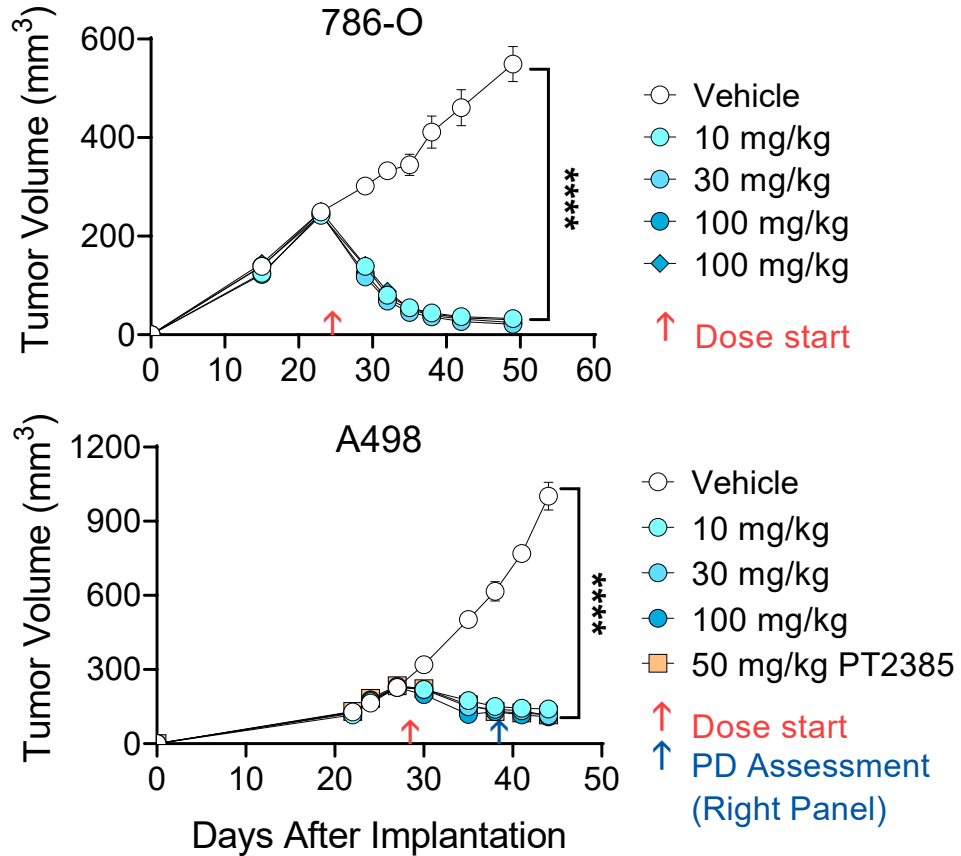 786-O
Tumor Volume (mm³)
600
400
200
0
0 10 20 30 40 50 60
****
Vehicle
10 mg/kg
30 mg/kg
100 mg/kg
100 mg/kg
↑ Dose start
A498
Tumor Volume (mm³)
1200
900
600
300
0
0 10 20 30 40 50
Days After Implantation
****
Vehicle
10 mg/kg
30 mg/kg
100 mg/kg
50 mg/kg PT2385
↑ Dose start
↑ PD Assessment
(Right Panel)